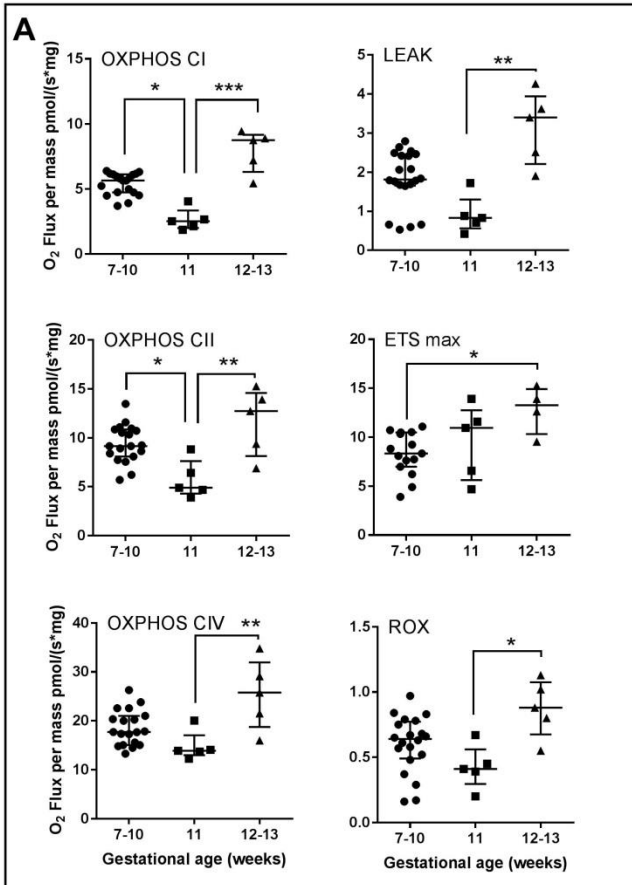 A
OXPHOS CI
O2 Flux per mass pmol/(s*mg)
15
10
5
0
*
***
7-10 11 12-13
LEAK
5
4
3
2
1
0
**
7-10 11 12-13
OXPHOS CII
O2 Flux per mass pmol/(s*mg)
20
15
10
5
0
*
**
7-10 11 12-13
ETS max
20
15
10
5
0
*
7-10 11 12-13
OXPHOS CIV
O2 Flux per mass pmol/(s*mg)
40
30
20
10
0
**
7-10 11 12-13
Gestational age (weeks)
ROX
1.5
1.0
0.5
0.0
*
7-10 11 12-13
Gestational age (weeks)